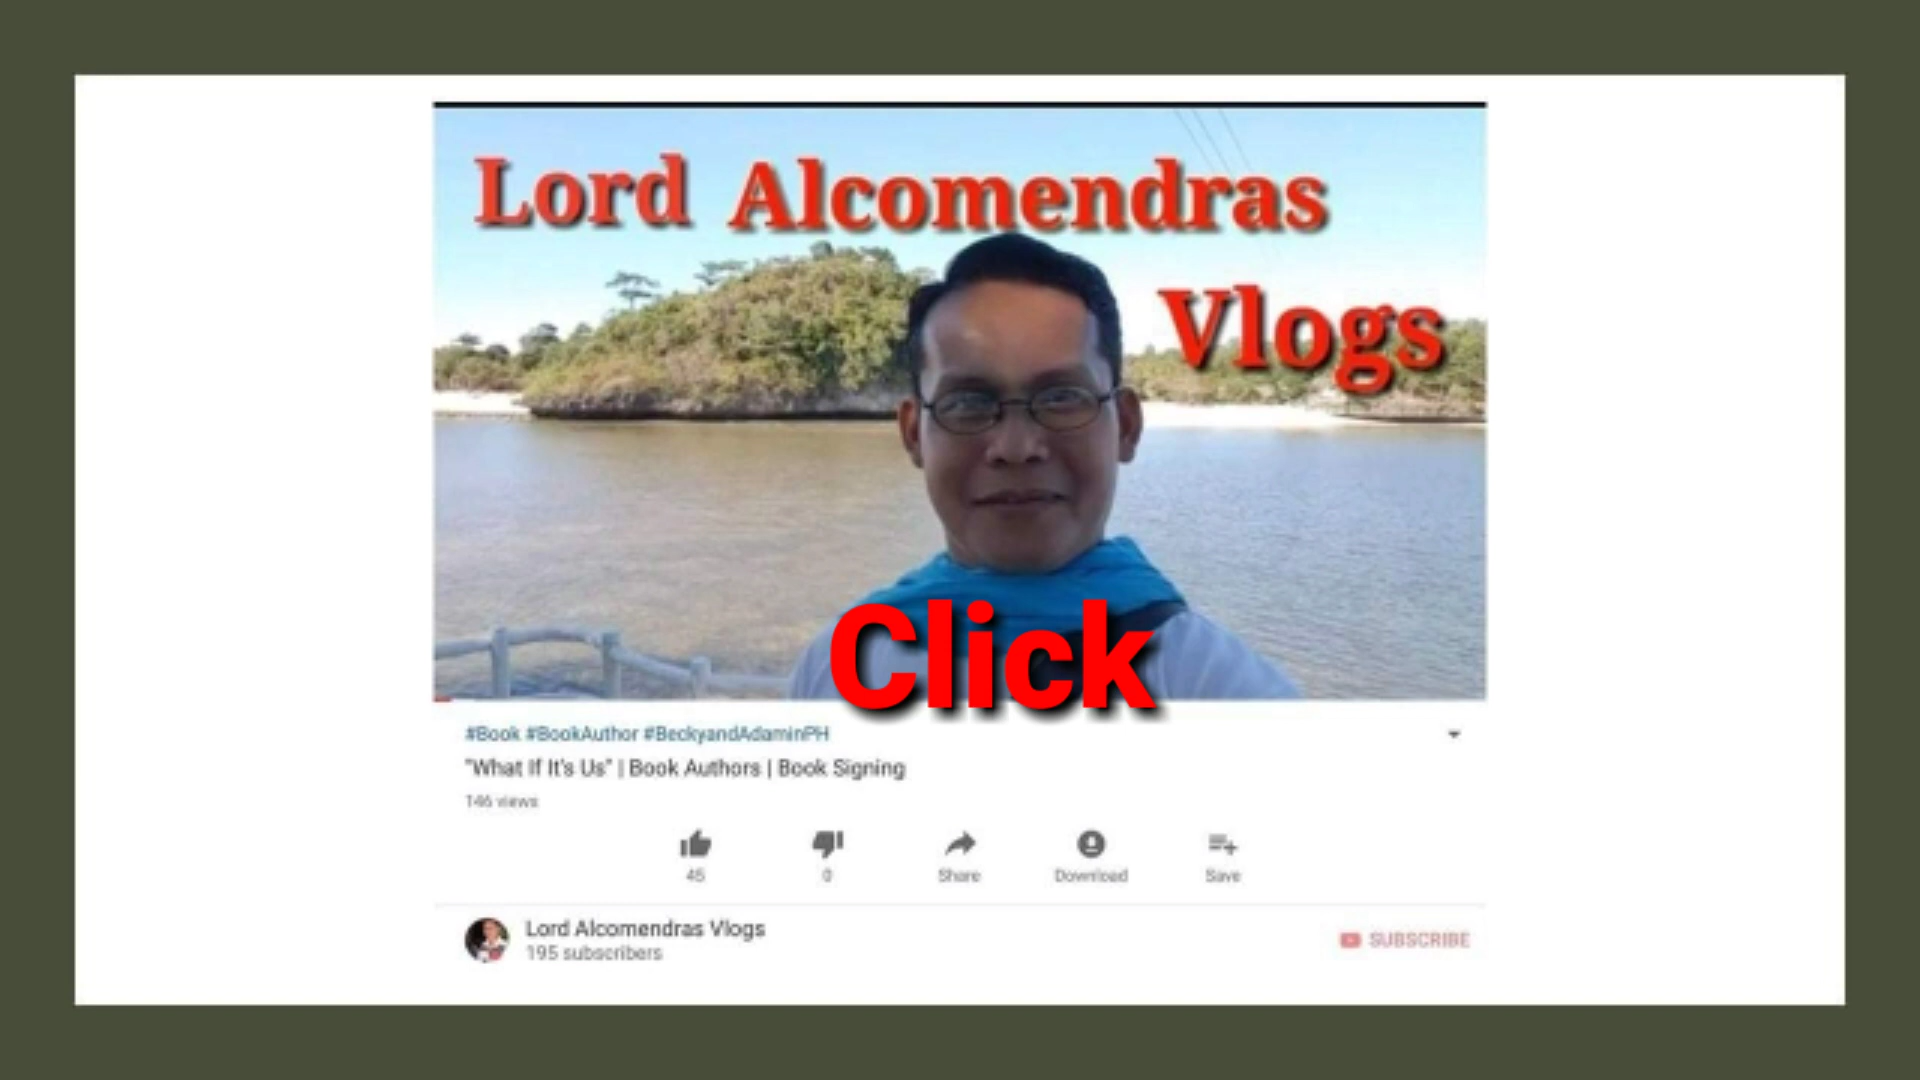 Lord Alcomendras
Vlogs
Click
#Book #BookAuthor #BeckyandAdaminPH
"What If It's Us" | Book Authors | Book Signing
146 views
45
0
Share
Download
Save
Lord Alcomendras Vlogs
195 subscribers
SUBSCRIBE